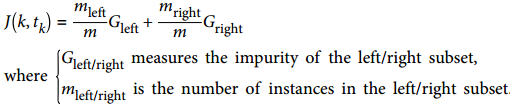 J(k, t_k) = m_left/m G_left + m_right/m G_right
where { G_left/right measures the impurity of the left/right subset,
m_left/right is the number of instances in the left/right subset.